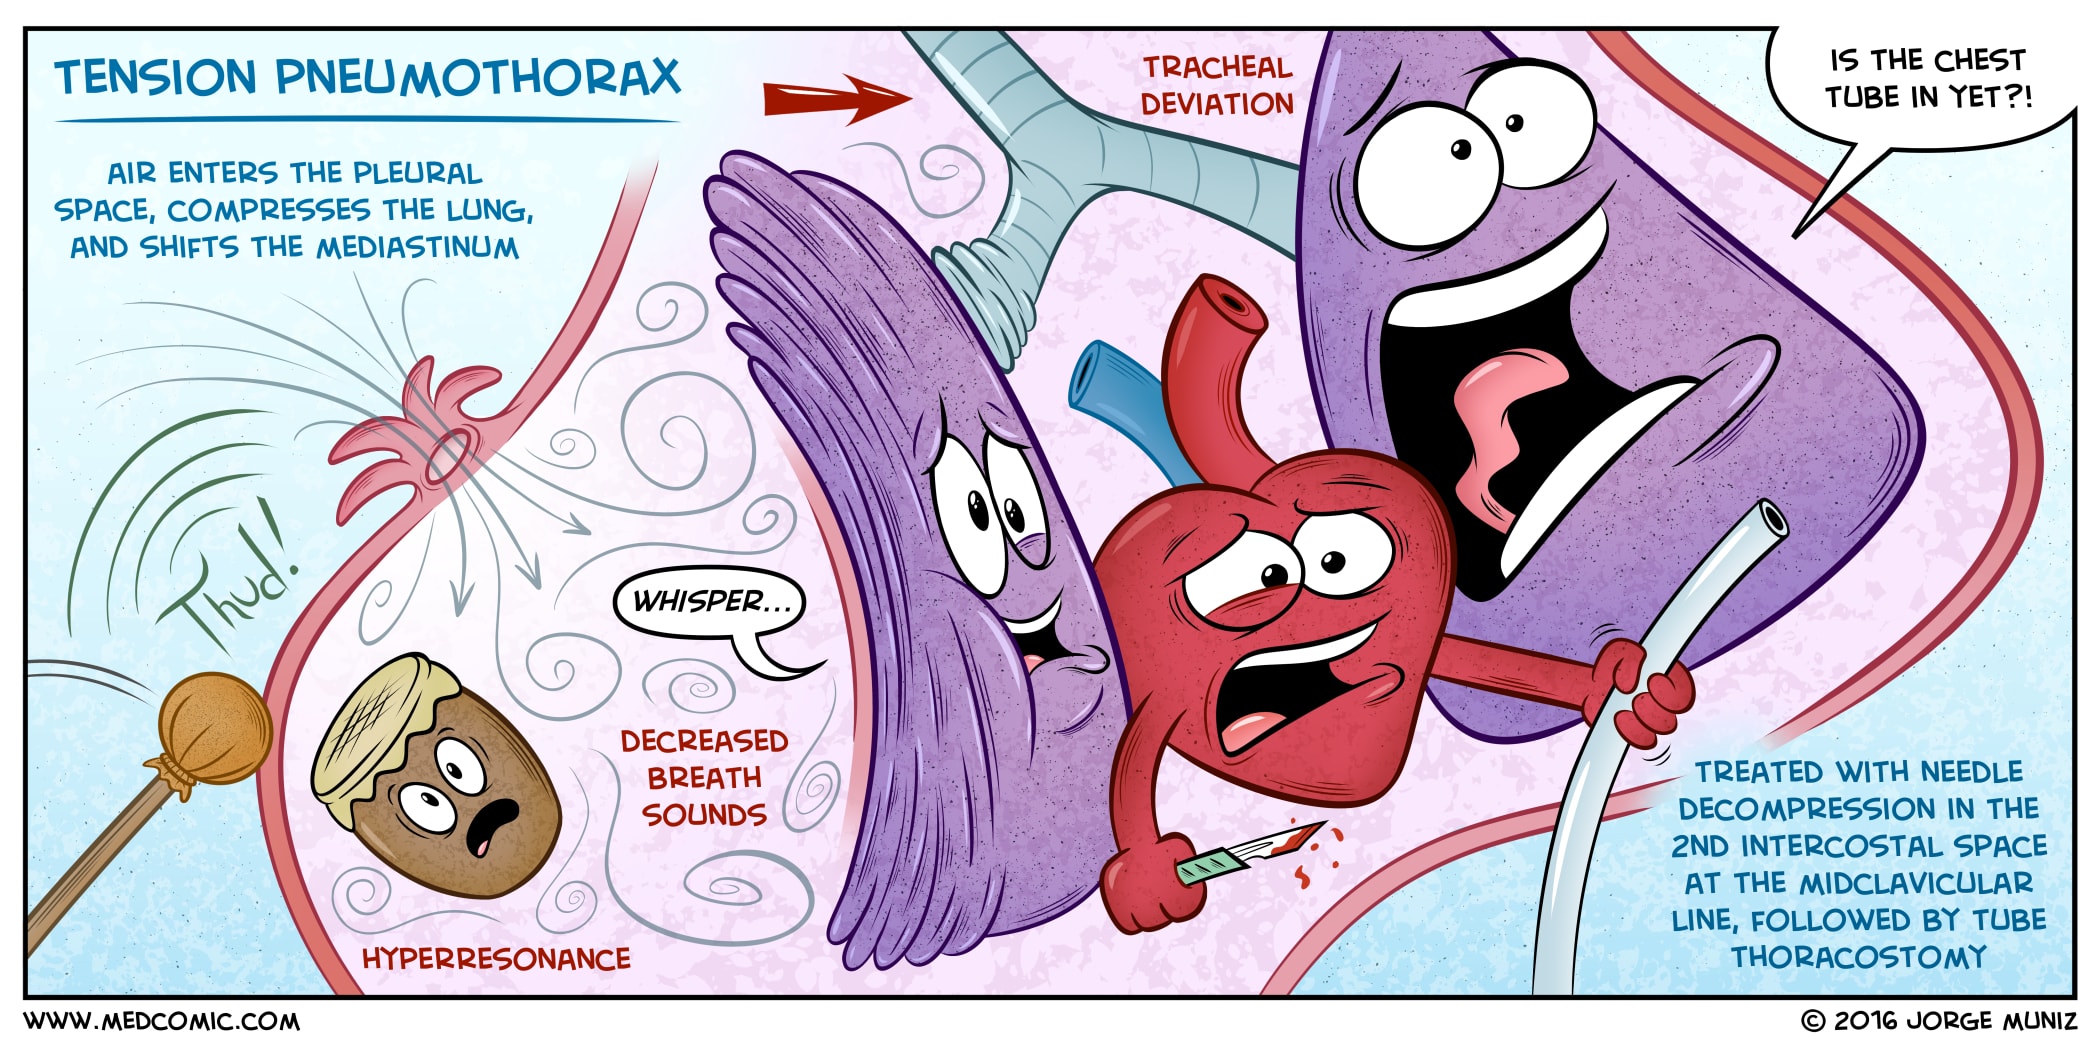 TENSION PNEUMOTHORAX
AIR ENTERS THE PLEURAL
SPACE, COMPRESSES THE LUNG,
AND SHIFTS THE MEDIASTINUM
TRACHEAL
DEVIATION
IS THE CHEST
TUBE IN YET?!
Thud!
WHISPER...
DECREASED
BREATH
SOUNDS
HYPERRESONANCE
TREATED WITH NEEDLE
DECOMPRESSION IN THE
2ND INTERCOSTAL SPACE
AT THE MIDCLAVICULAR
LINE, FOLLOWED BY TUBE
THORACOSTOMY
WWW.MEDCOMIC.COM
© 2016 JORGE MUNIZ